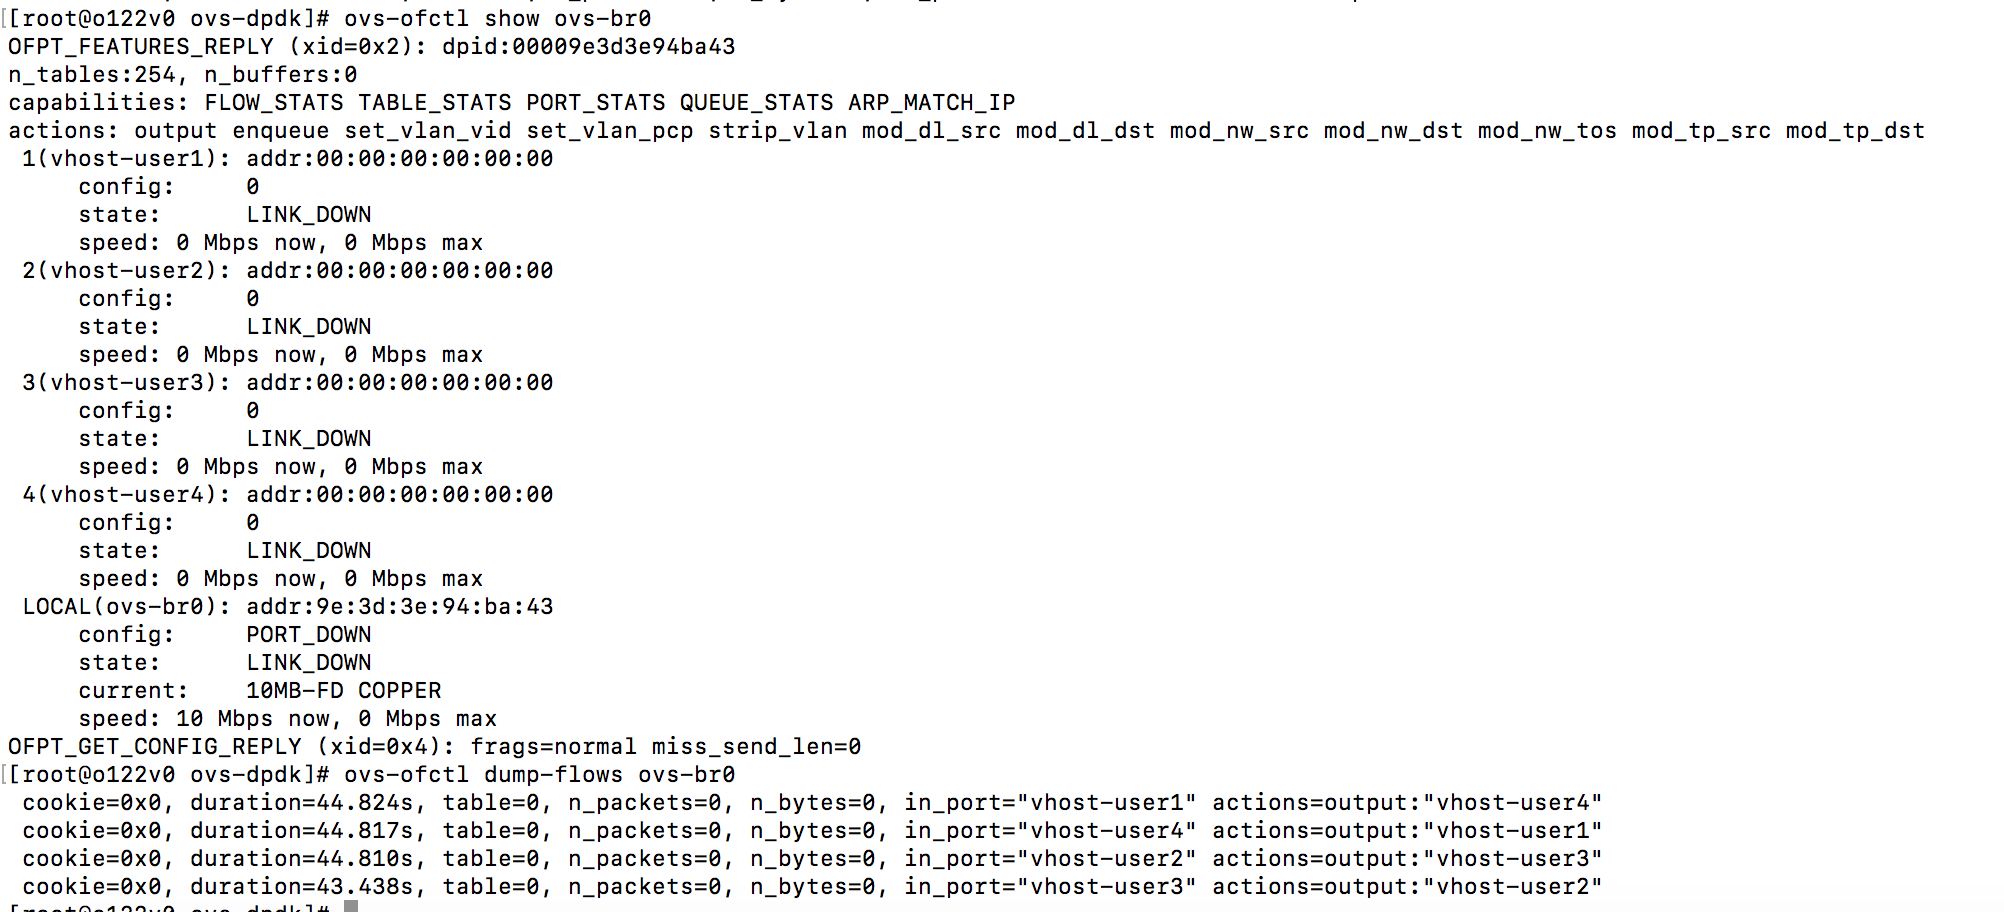 [[root@o122v0 ovs-dpdk]# ovs-ofctl show ovs-br0
OFPT_FEATURES_REPLY (xid=0x2): dpid:00009e3d3e94ba43
n_tables:254, n_buffers:0
capabilities: FLOW_STATS TABLE_STATS PORT_STATS QUEUE_STATS ARP_MATCH_IP
actions: output enqueue set_vlan_vid set_vlan_pcp strip_vlan mod_dl_src mod_dl_dst mod_nw_src mod_nw_dst mod_nw_tos mod_tp_src mod_tp_dst
 1(vhost-user1): addr:00:00:00:00:00:00
     config:     0
     state:      LINK_DOWN
     speed: 0 Mbps now, 0 Mbps max
 2(vhost-user2): addr:00:00:00:00:00:00
     config:     0
     state:      LINK_DOWN
     speed: 0 Mbps now, 0 Mbps max
 3(vhost-user3): addr:00:00:00:00:00:00
     config:     0
     state:      LINK_DOWN
     speed: 0 Mbps now, 0 Mbps max
 4(vhost-user4): addr:00:00:00:00:00:00
     config:     0
     state:      LINK_DOWN
     speed: 0 Mbps now, 0 Mbps max
 LOCAL(ovs-br0): addr:9e:3d:3e:94:ba:43
     config:     PORT_DOWN
     state:      LINK_DOWN
     current:    10MB-FD COPPER
     speed: 10 Mbps now, 0 Mbps max
OFPT_GET_CONFIG_REPLY (xid=0x4): frags=normal miss_send_len=0
[[root@o122v0 ovs-dpdk]# ovs-ofctl dump-flows ovs-br0
 cookie=0x0, duration=44.824s, table=0, n_packets=0, n_bytes=0, in_port="vhost-user1" actions=output:"vhost-user4"
 cookie=0x0, duration=44.817s, table=0, n_packets=0, n_bytes=0, in_port="vhost-user4" actions=output:"vhost-user1"
 cookie=0x0, duration=44.810s, table=0, n_packets=0, n_bytes=0, in_port="vhost-user2" actions=output:"vhost-user3"
 cookie=0x0, duration=43.438s, table=0, n_packets=0, n_bytes=0, in_port="vhost-user3" actions=output:"vhost-user2"
[root@o122v0 ovs-dpdk]#